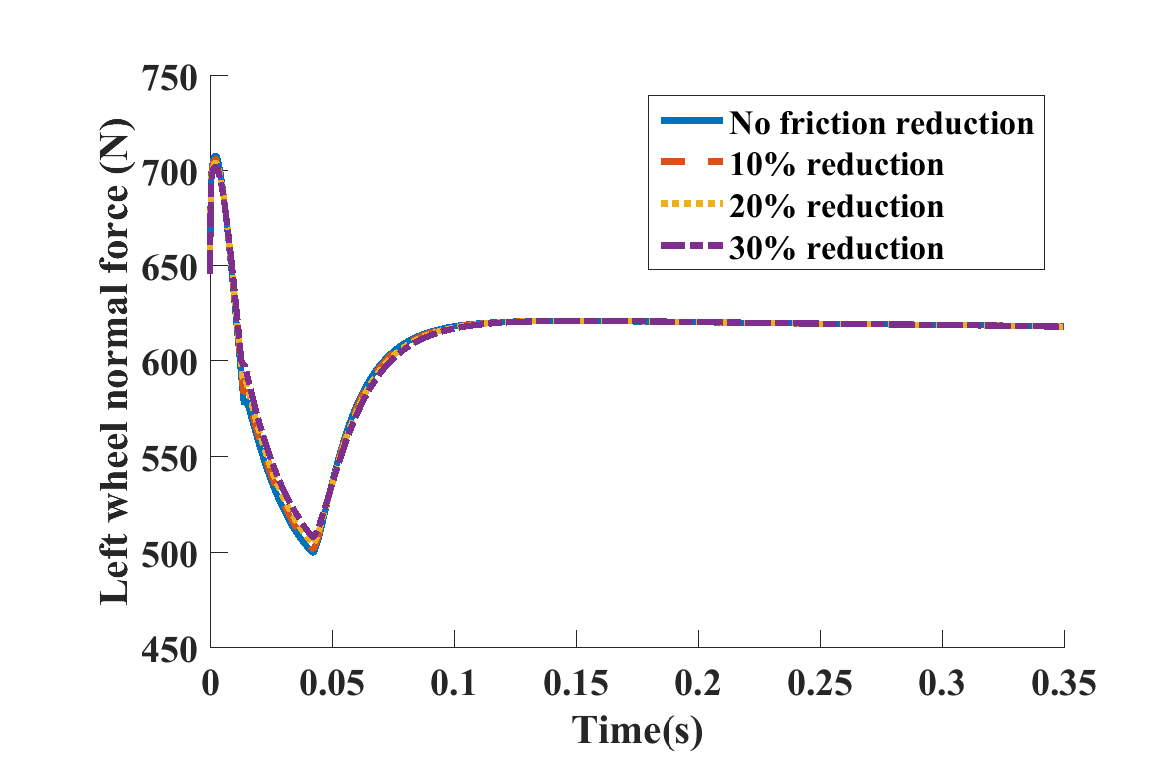 750
700
650
600
550
500
450
Left wheel normal force (N)
No friction reduction
10% reduction
20% reduction
30% reduction
0 0.05 0.1 0.15 0.2 0.25 0.3 0.35
Time(s)